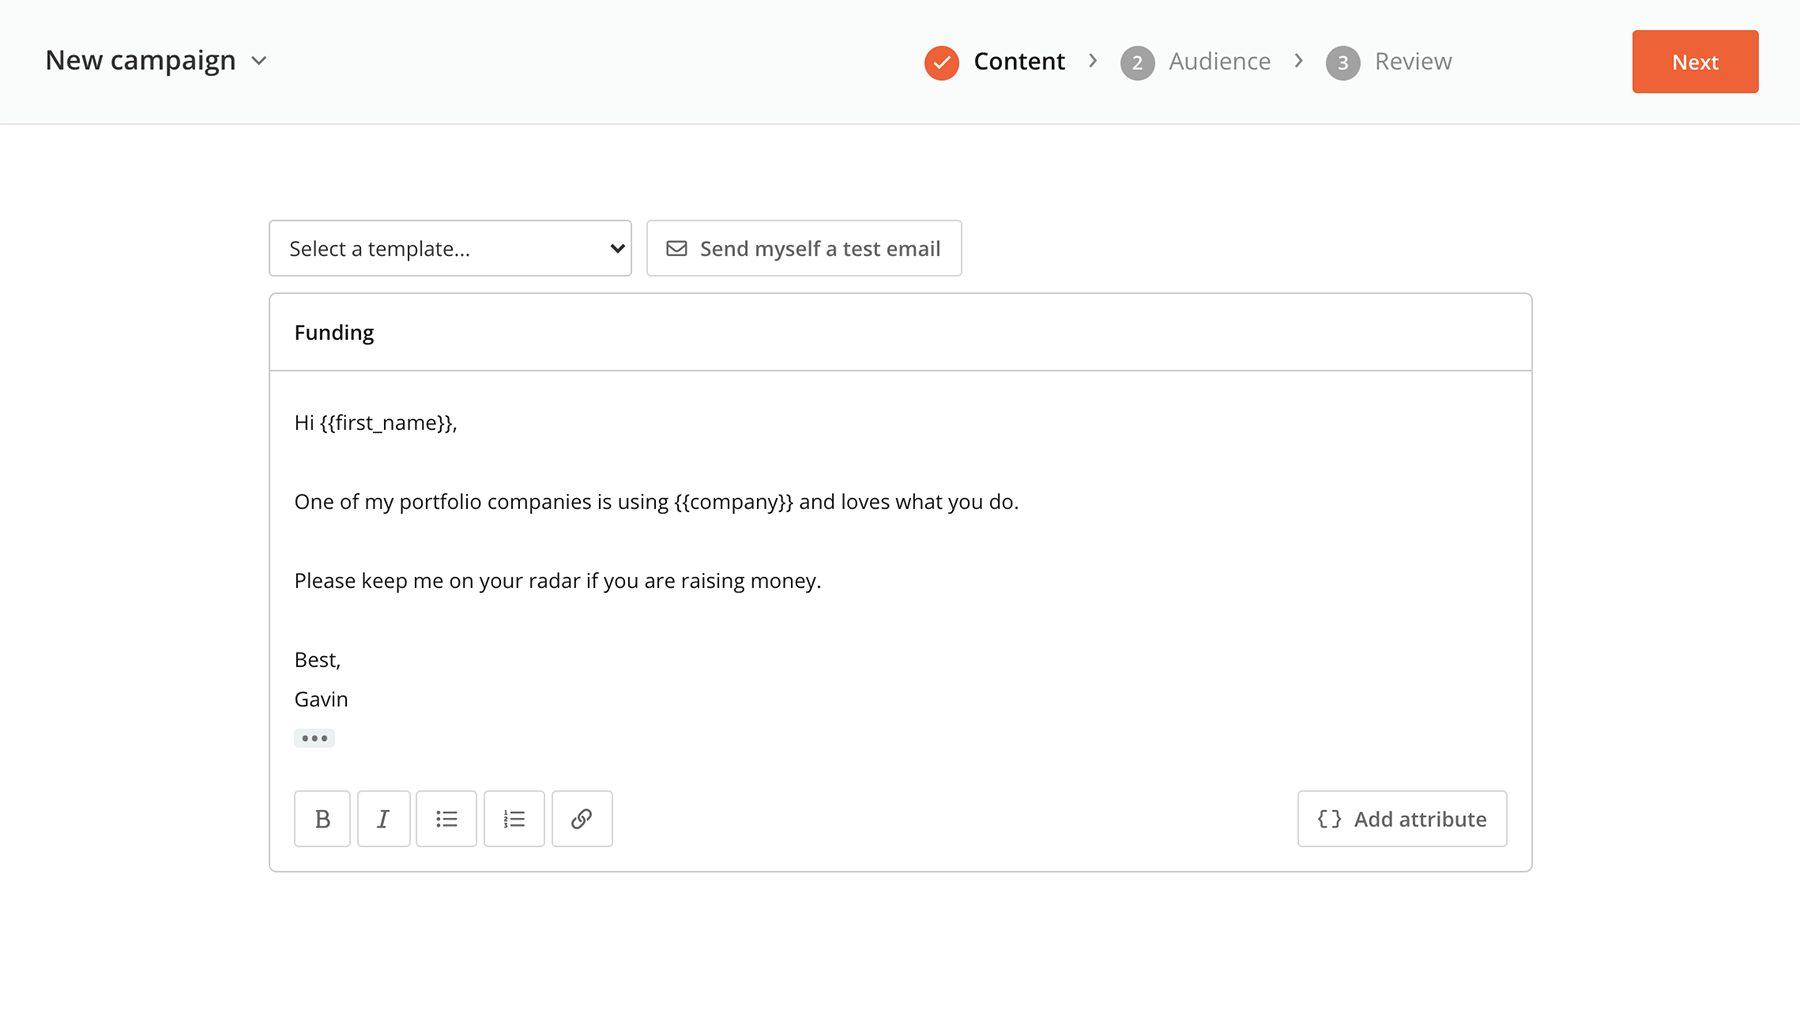 New campaign
Content
2 Audience
3 Review
Next
Select a template...
Send myself a test email
Funding
Hi {{first_name}},
One of my portfolio companies is using {{company}} and loves what you do.
Please keep me on your radar if you are raising money.
Best,
Gavin
•••
B I
{} Add attribute